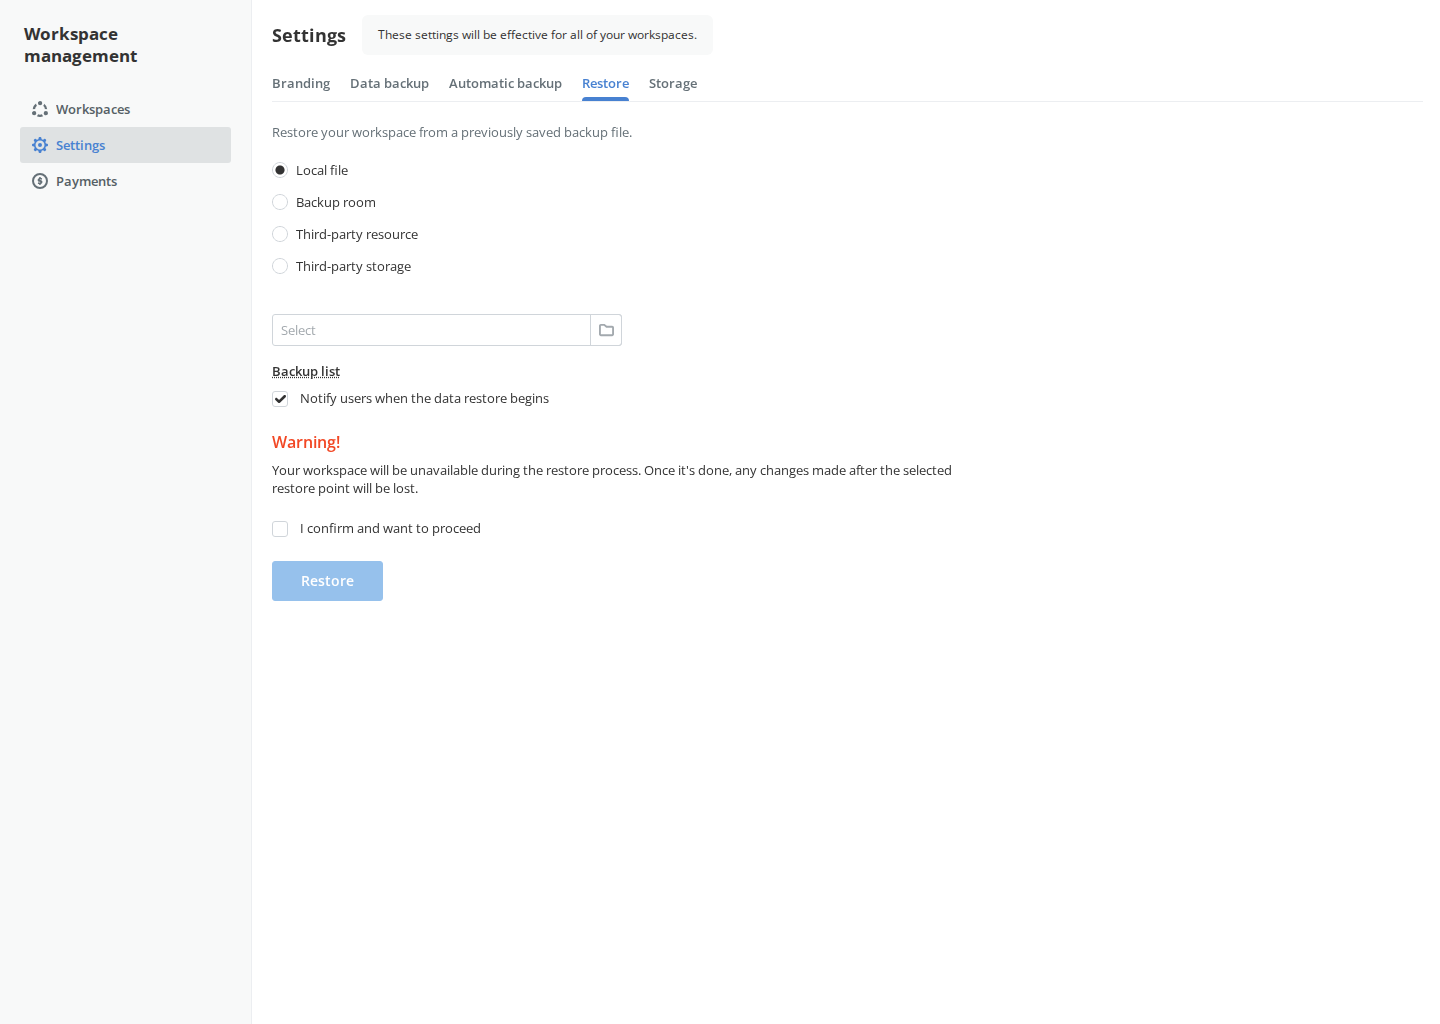 Workspace
management
Workspaces
Settings
Payments
Settings
These settings will be effective for all of your workspaces.
Branding
Data backup
Automatic backup
Restore
Storage
Restore your workspace from a previously saved backup file.
Local file
Backup room
Third-party resource
Third-party storage
Select
Backup list
Notify users when the data restore begins
Warning!
Your workspace will be unavailable during the restore process. Once it's done, any changes made after the selected
restore point will be lost.
I confirm and want to proceed
Restore